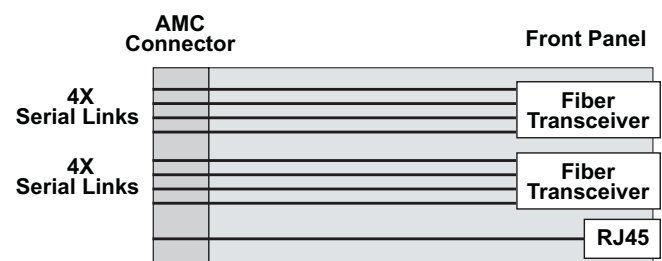 AMC
Connector
Front Panel
4X
Serial Links
Fiber
Transceiver
4X
Serial Links
Fiber
Transceiver
RJ45